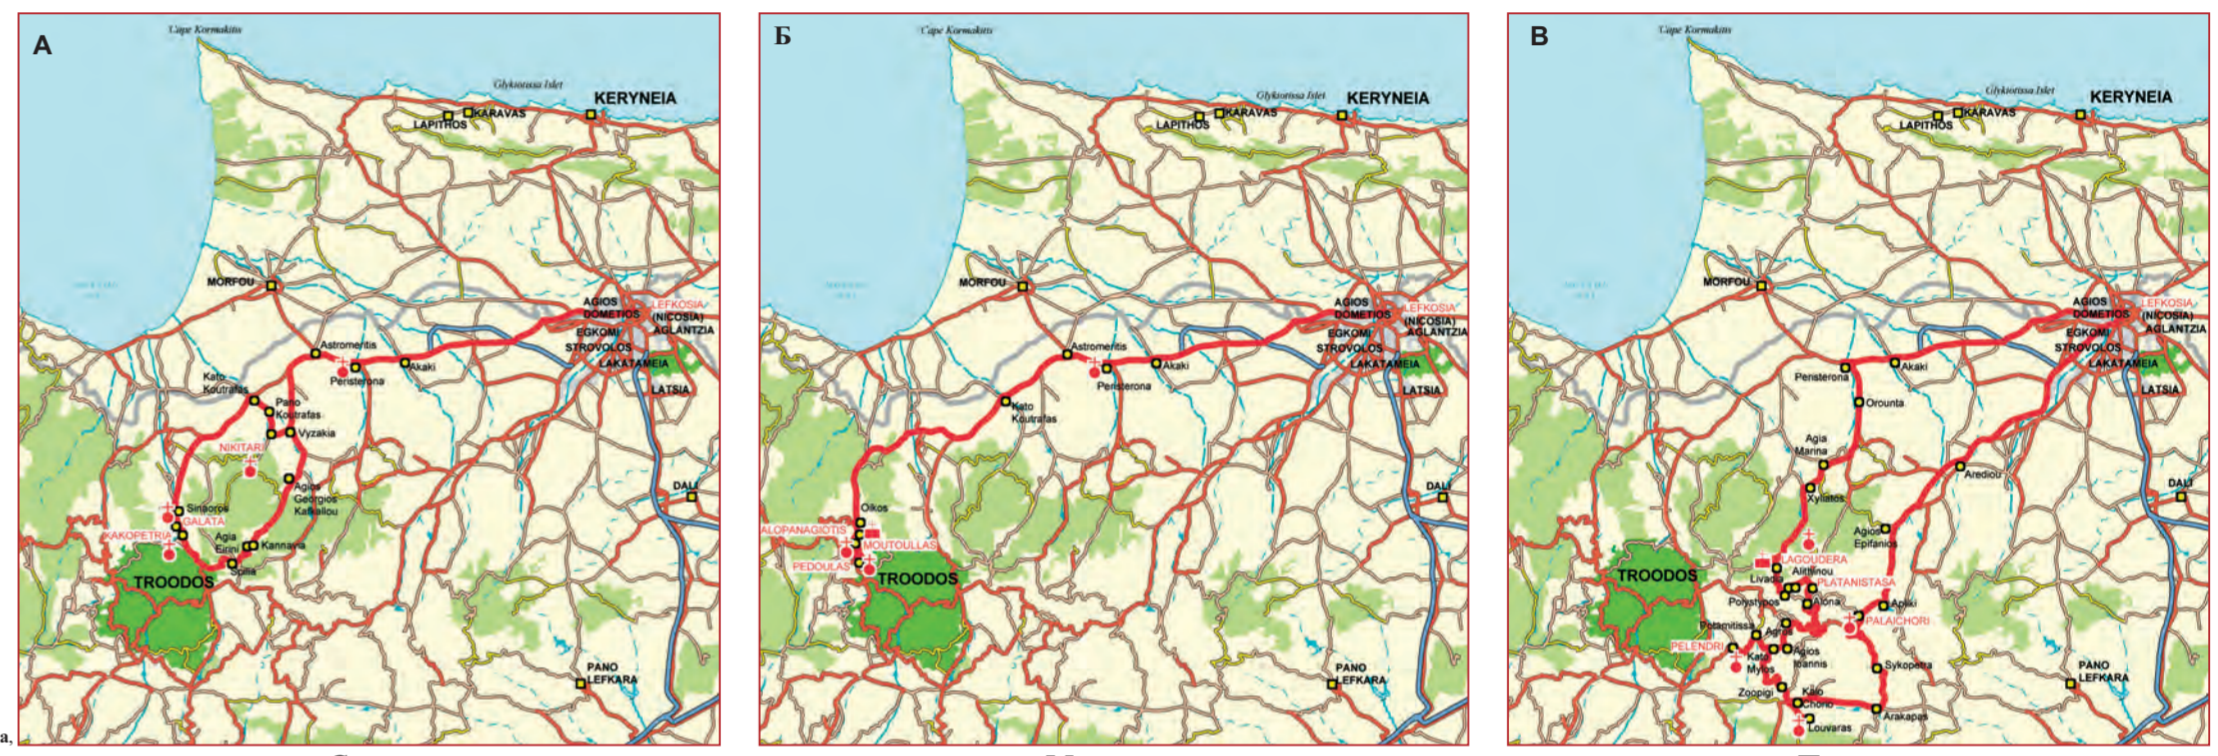 А
Cape Kormakitis
Glykiotissa Islet
KERYNEIA
KARAVAS
LAPITHOS
MORFOU
AGIOS
DOMETIOS
LEFKOSIA
(NICOSIA)
EGKOMI
AGLANTZIA
STROVOLOS
LAKATAMEIA
LATSIA
Astromeritis
Peristerona
Akaki
Kato
Koutrafas
Pano
Koutrafas
Vyzakia
NIKITARI
Agios
Georgios
Kafkallou
DALI
Sinaoros
GALATA
KAKOPETRIA
Agia
Eirini
Kannavia
Spilia
TROODOS
PANO
LEFKARA
а,
Б
Cape Kormakitis
Glykiotissa Islet
KERYNEIA
KARAVAS
LAPITHOS
MORFOU
AGIOS
DOMETIOS
LEFKOSIA
(NICOSIA)
EGKOMI
AGLANTZIA
STROVOLOS
LAKATAMEIA
LATSIA
Astromeritis
Peristerona
Akaki
Kato
Koutrafas
DALI
Oikos
ALOPANAGIOTIS
MOUTOULLAS
PEDOULAS
TROODOS
PANO
LEFKARA
В
Cape Kormakitis
Glykiotissa Islet
KERYNEIA
KARAVAS
LAPITHOS
MORFOU
AGIOS
DOMETIOS
LEFKOSIA
(NICOSIA)
EGKOMI
AGLANTZIA
STROVOLOS
LAKATAMEIA
LATSIA
Peristerona
Akaki
Orounta
Agia
Marina
Xyliatos
Arediou
DALI
Agios
Epifanios
LAGOUDERA
Livadia
Alithinou
PLATANISTASA
Polystypos
Alona
Apliki
PALAICHORI
TROODOS
Potamitissa
Agros
PELENDRI
Kato
Mylos
Agios
Ioannis
Sykopetra
Zoopigi
Kalo
Chorio
Louvaras
Arakapas
PANO
LEFKARA